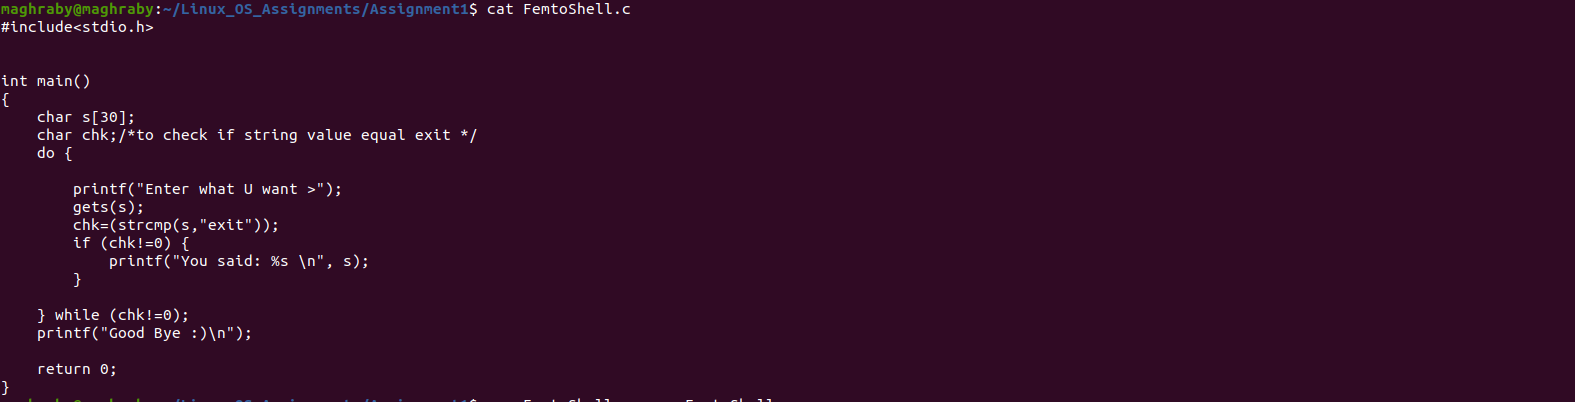 maghraby@maghraby:~/Linux_OS_Assignments/Assignment1$ cat FemtoShell.c
#include<stdio.h>
int main()
{
    char s[30];
    char chk;/*to check if string value equal exit */
    do {
        printf("Enter what U want >");
        gets(s);
        chk=(strcmp(s,"exit"));
        if (chk!=0) {
            printf("You said: %s \n", s);
        }
    } while (chk!=0);
    printf("Good Bye :)\n");
    return 0;
}